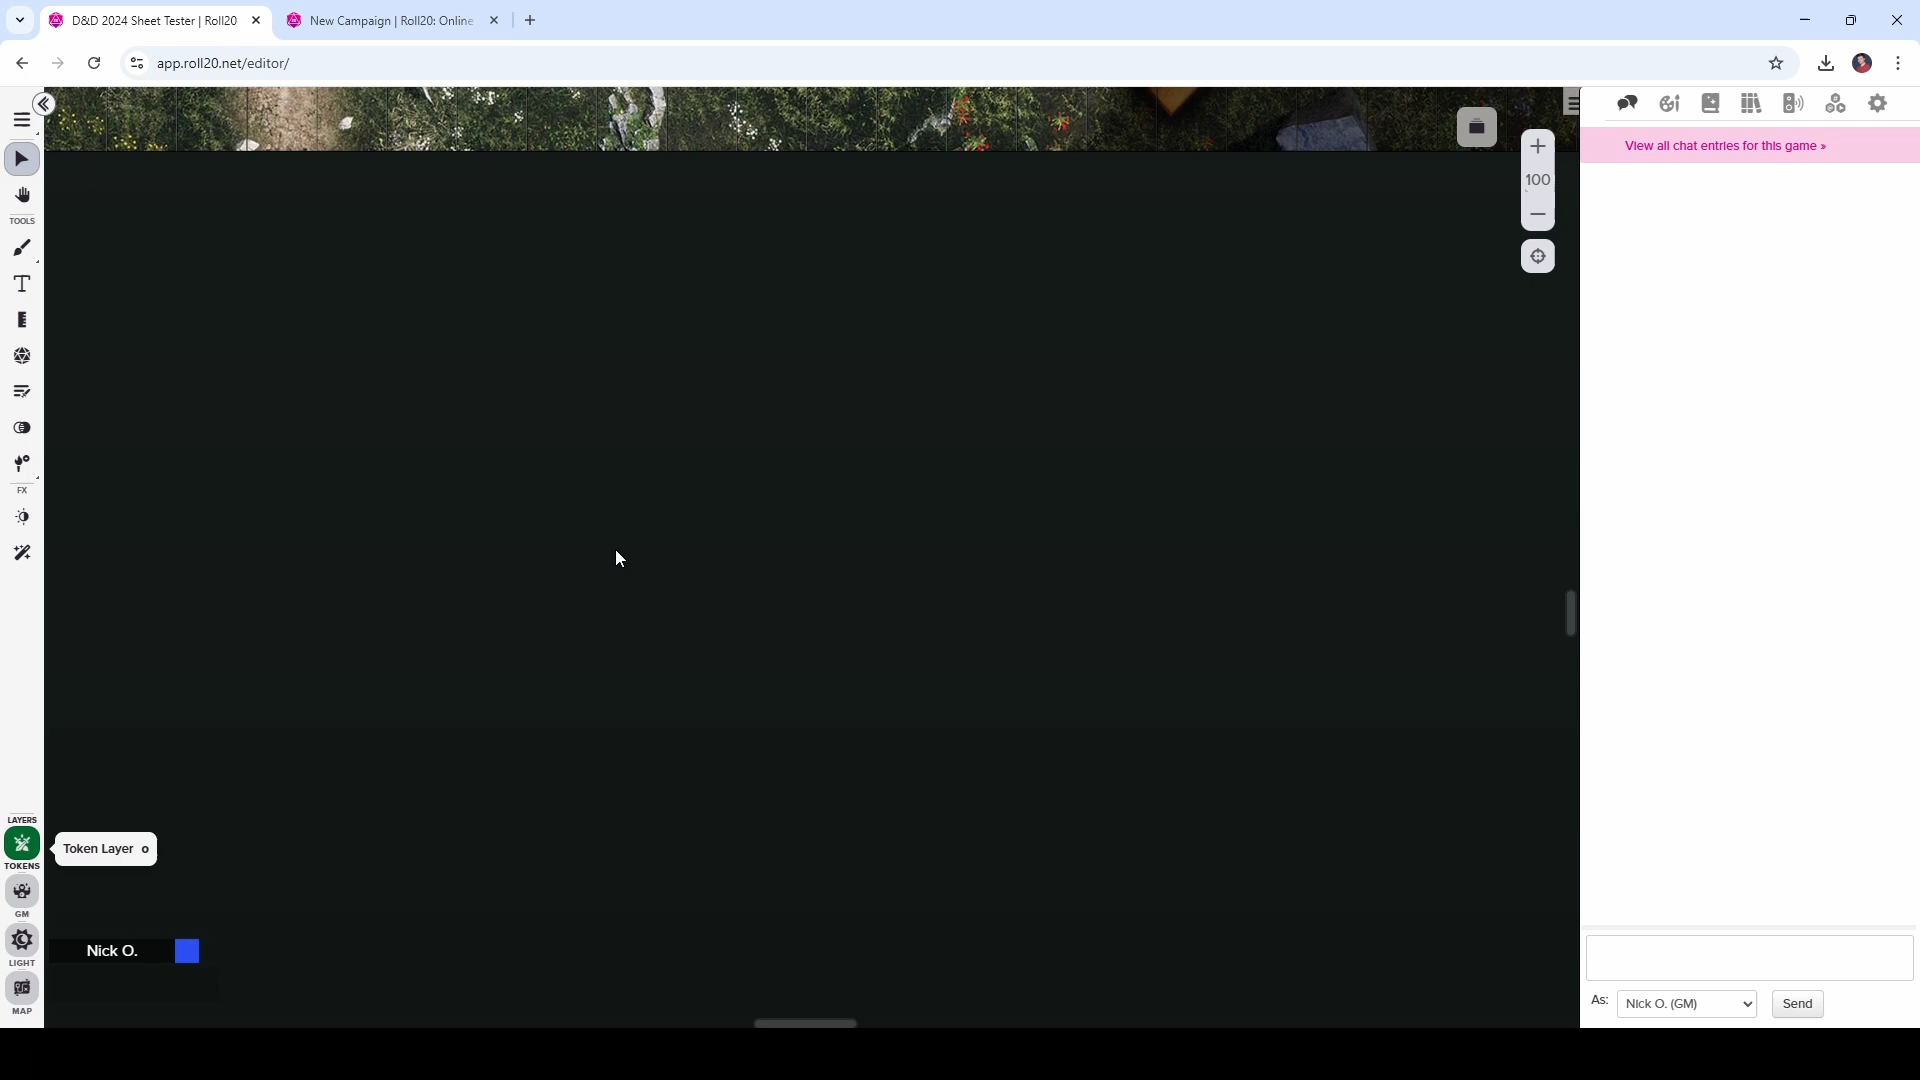 D&D 2024 Sheet Tester | Roll20
New Campaign | Roll20: Online
app.roll20.net/editor/
View all chat entries for this game »
100
TOOLS
FX
LAYERS
Token Layer o
TOKENS
GM
Nick O.
LIGHT
MAP
As:
Nick O. (GM)
Send